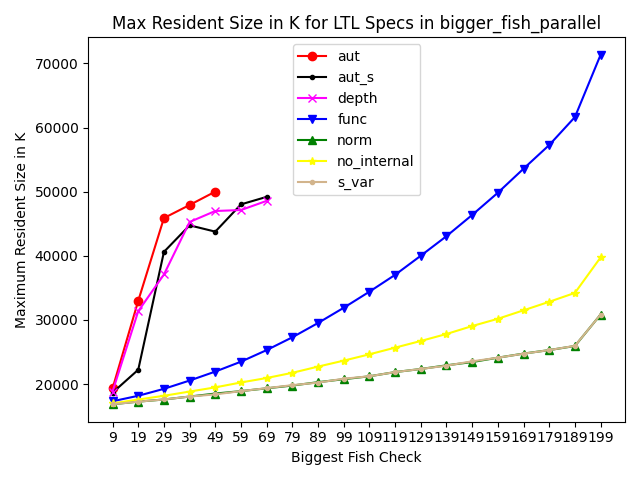 Max Resident Size in K for LTL Specs in bigger_fish_parallel
aut
aut_s
depth
func
norm
no_internal
s_var
70000
60000
50000
40000
30000
20000
Maximum Resident Size in K
9 19 29 39 49 59 69 79 89 99 109 119 129 139 149 159 169 179 189 199
Biggest Fish Check